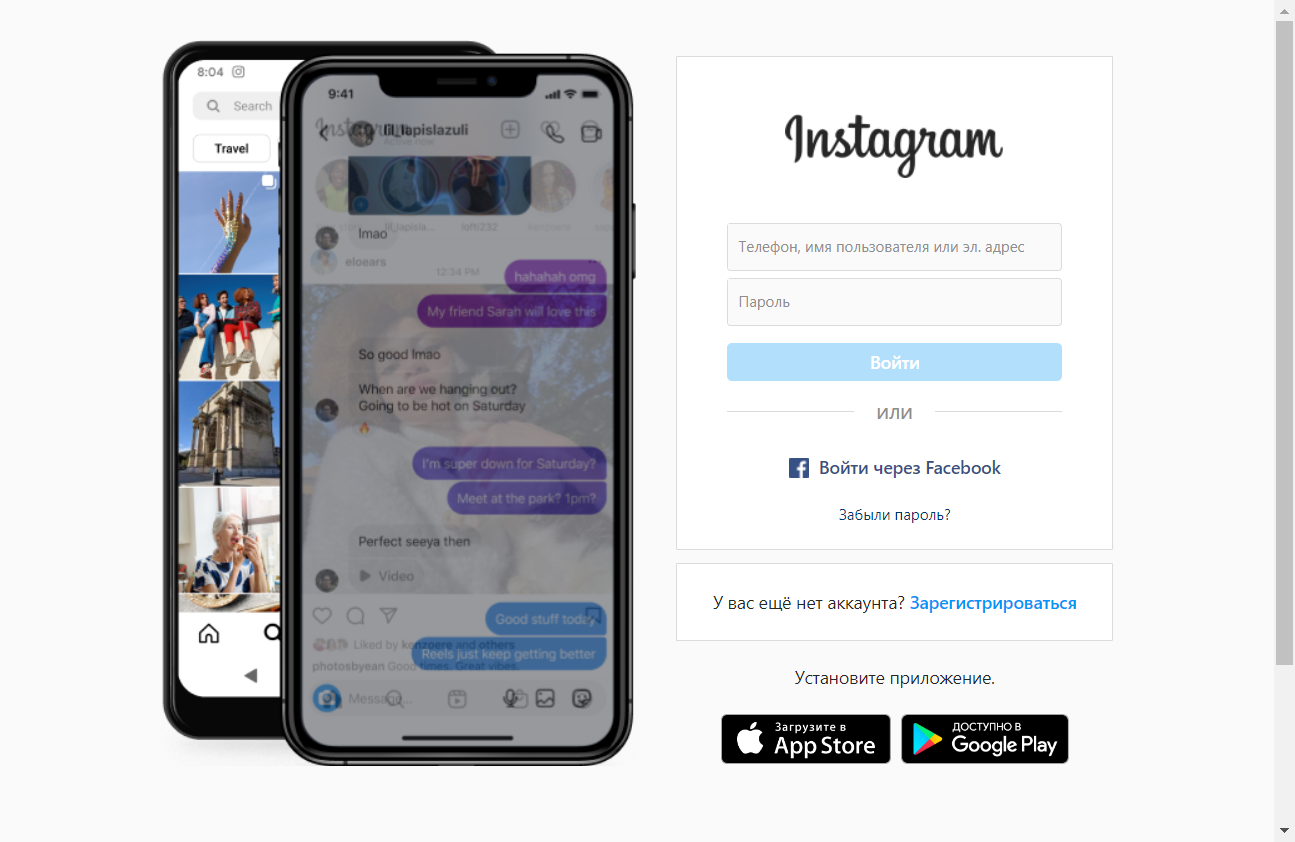 8:04
Search
Travel
9:41
Instagram
lil_lapislazuli
Active now
lil_lapisla...
lofti232
lmao
eloears
12:34 PM
hahahah omg
My friend Sarah will love this
So good lmao
When are we hanging out?
Going to be hot on Saturday
I'm super down for Saturday?
Meet at the park? 1pm?
Perfect seeya then
Video
Good stuff today
Liked by kenzoere and others
Reels just keep getting better
photosbyean Good times. Great vibes.
Message...
Instagram
Телефон, имя пользователя или эл. адрес
Пароль
Войти
ИЛИ
Войти через Facebook
Забыли пароль?
У вас ещё нет аккаунта? Зарегистрироваться
Установите приложение.
Загрузите в
App Store
ДОСТУПНО В
Google Play